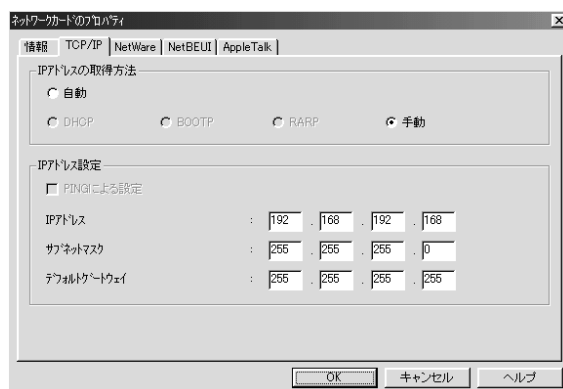 ネットワークカードのプロパティ
情報 TCP/IP NetWare NetBEUI AppleTalk
IPアドレスの取得方法
自動
DHCP BOOTP RARP 手動
IPアドレス設定
PINGによる設定
IPアドレス : 192 . 168 . 192 . 168
サブネットマスク : 255 . 255 . 255 . 0
デフォルトゲートウェイ : 255 . 255 . 255 . 255
OK キャンセル ヘルプ